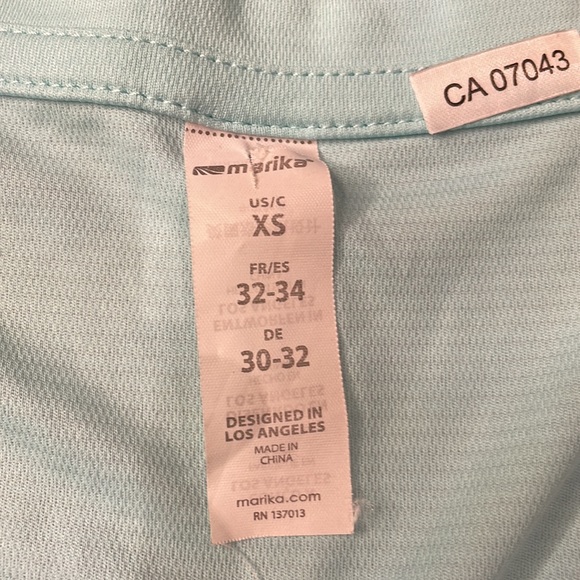 CA 07043
marika
US/C
XS
FR/ES
32-34
DE
30-32
DESIGNED IN
LOS ANGELES
MADE IN
CHINA
marika.com
RN 137013